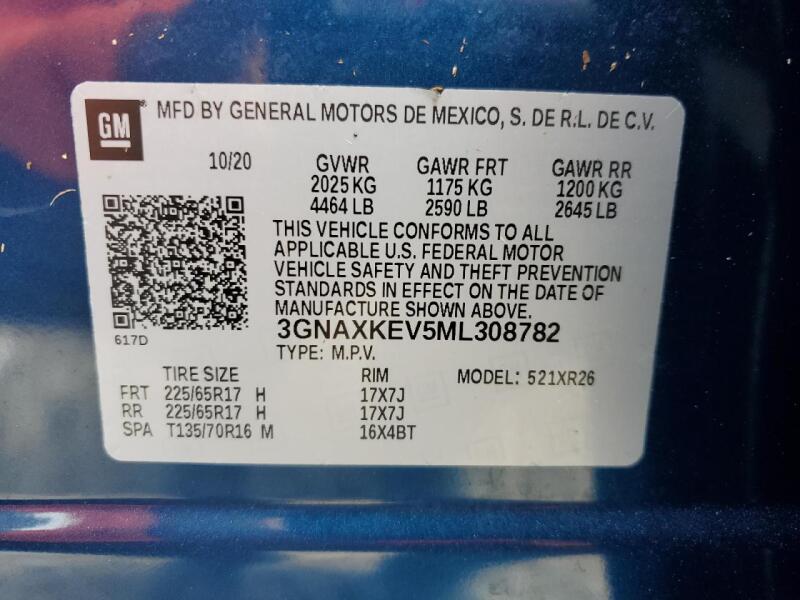 GM ® MFD BY GENERAL MOTORS DE MEXICO, S. DE R.L. DE C.V.
10/20 GVWR GAWR FRT GAWR RR
2025 KG 1175 KG 1200 KG
4464 LB 2590 LB 2645 LB
THIS VEHICLE CONFORMS TO ALL
APPLICABLE U.S. FEDERAL MOTOR
VEHICLE SAFETY AND THEFT PREVENTION
STANDARDS IN EFFECT ON THE DATE OF
MANUFACTURE SHOWN ABOVE.
617D 3GNAXKEV5ML308782
TYPE: M.P.V.
TIRE SIZE RIM MODEL: 521XR26
FRT 225/65R17 H 17X7J
RR 225/65R17 H 17X7J
SPA T135/70R16 M 16X4BT